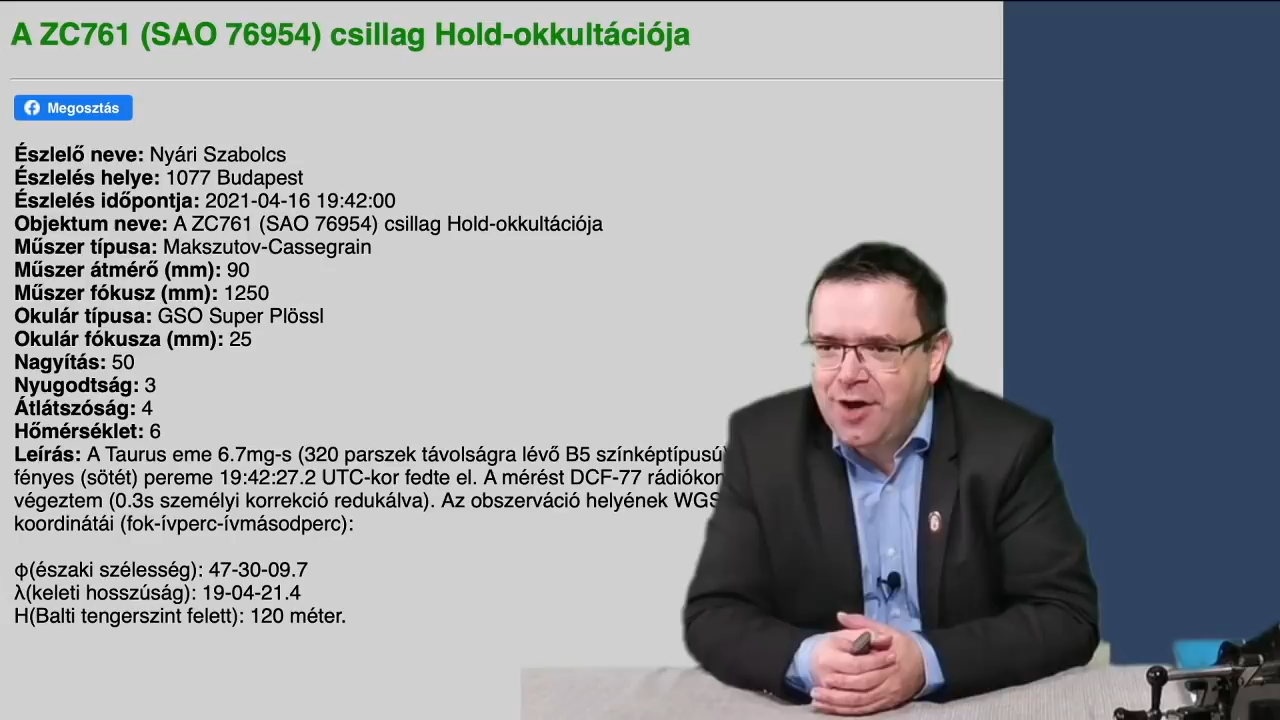 A ZC761 (SAO 76954) csillag Hold-okkultációja
Megosztás
Észlelő neve: Nyári Szabolcs
Észlelés helye: 1077 Budapest
Észlelés időpontja: 2021-04-16 19:42:00
Objektum neve: A ZC761 (SAO 76954) csillag Hold-okkultációja
Műszer típusa: Makszutov-Cassegrain
Műszer átmérő (mm): 90
Műszer fókusz (mm): 1250
Okulár típusa: GSO Super Plössl
Okulár fókusza (mm): 25
Nagyítás: 50
Nyugodtság: 3
Átlátszóság: 4
Hőmérséklet: 6
Leírás: A Taurus eme 6.7mg-s (320 parszek távolságra lévő B5 színképtípusú)
fényes (sötét) pereme 19:42:27.2 UTC-kor fedte el. A mérést DCF-77
végeztem (0.3s személyi korrekció redukálva). Az obszerváció helyének
koordinátái (fok-ívperc-ívmásodperc):
φ(északi szélesség): 47-30-09.7
λ(keleti hosszúság): 19-04-21.4
H(Balti tengerszint felett): 120 méter.